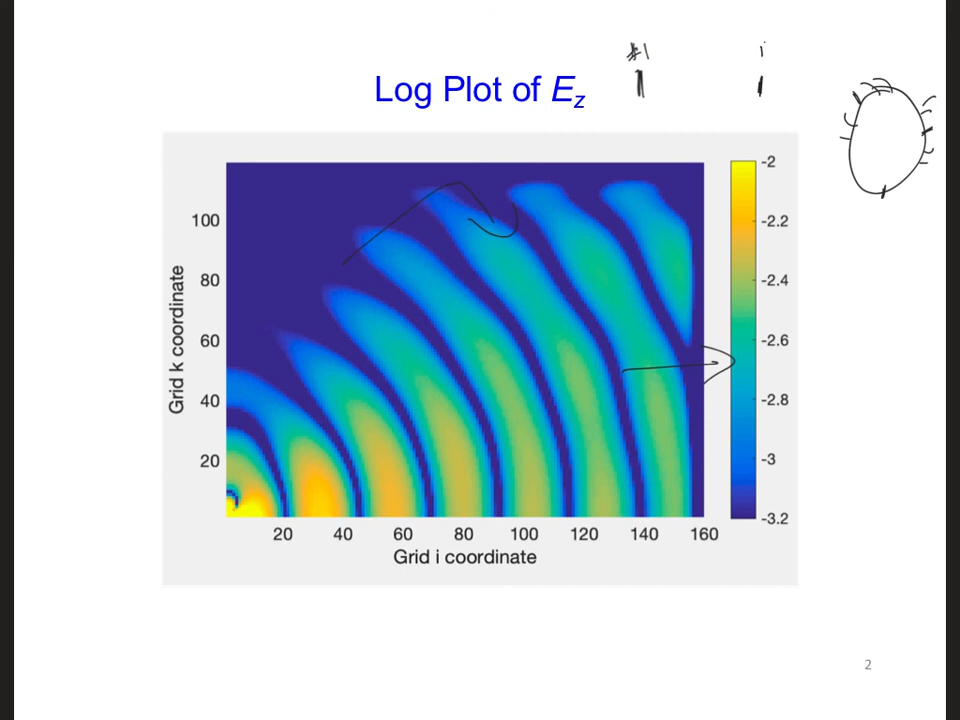 #1 i
Log Plot of Ez
-2
-2.2
-2.4
-2.6
-2.8
-3
-3.2
Grid k coordinate
100
80
60
40
20
20 40 60 80 100 120 140 160
Grid i coordinate
2